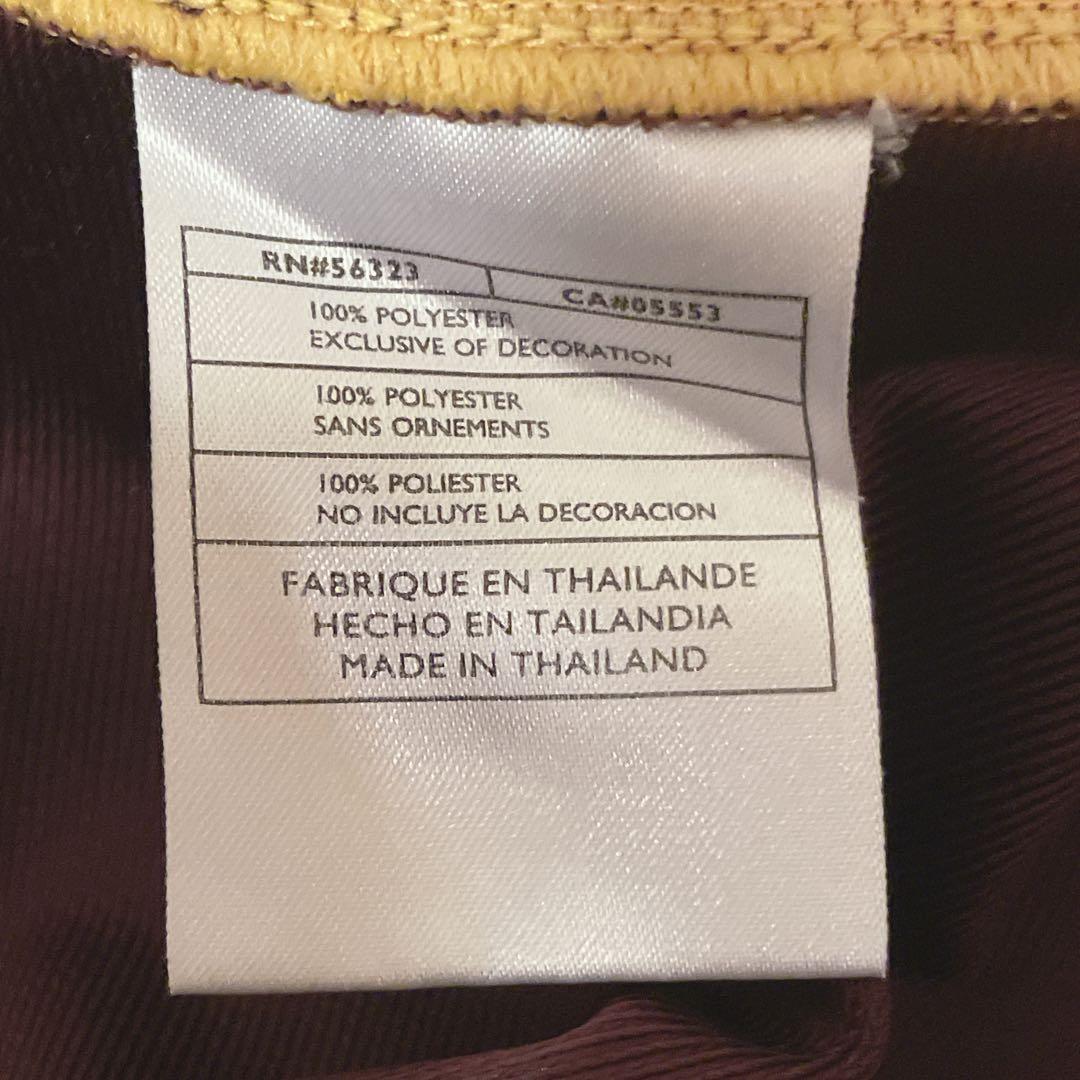 RN#56323
CA#05553
100% POLYESTER
EXCLUSIVE OF DECORATION
100% POLYESTER
SANS ORNEMENTS
100% POLIESTER
NO INCLUYE LA DECORACION
FABRIQUE EN THAILANDE
HECHO EN TAILANDIA
MADE IN THAILAND